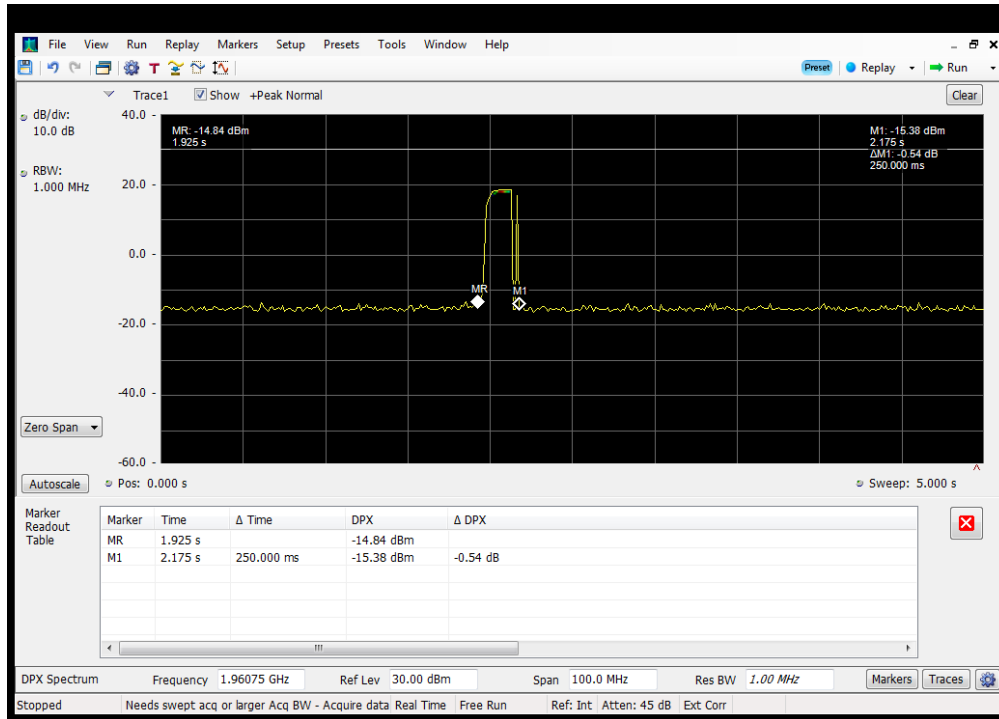 File View Run Replay Markers Setup Presets Tools Window Help
T Preset Replay Run
Trace1 Show +Peak Normal Clear
dB/div:
10.0 dB
RBW:
1.000 MHz
40.0 -
20.0 -
0.0 -
-20.0 -
-40.0 -
-60.0 -
MR: -14.84 dBm
1.925 s
M1: -15.38 dBm
2.175 s
ΔM1: -0.54 dB
250.000 ms
MR M1
Zero Span
Autoscale Pos: 0.000 s Sweep: 5.000 s
Marker
Readout
Table
Marker Time Δ Time DPX Δ DPX
MR 1.925 s -14.84 dBm
M1 2.175 s 250.000 ms -15.38 dBm -0.54 dB
DPX Spectrum Frequency 1.96075 GHz Ref Lev 30.00 dBm Span 100.0 MHz Res BW 1.00 MHz Markers Traces
Stopped Needs swept acq or larger Acq BW - Acquire data Real Time Free Run Ref: Int Atten: 45 dB Ext Corr